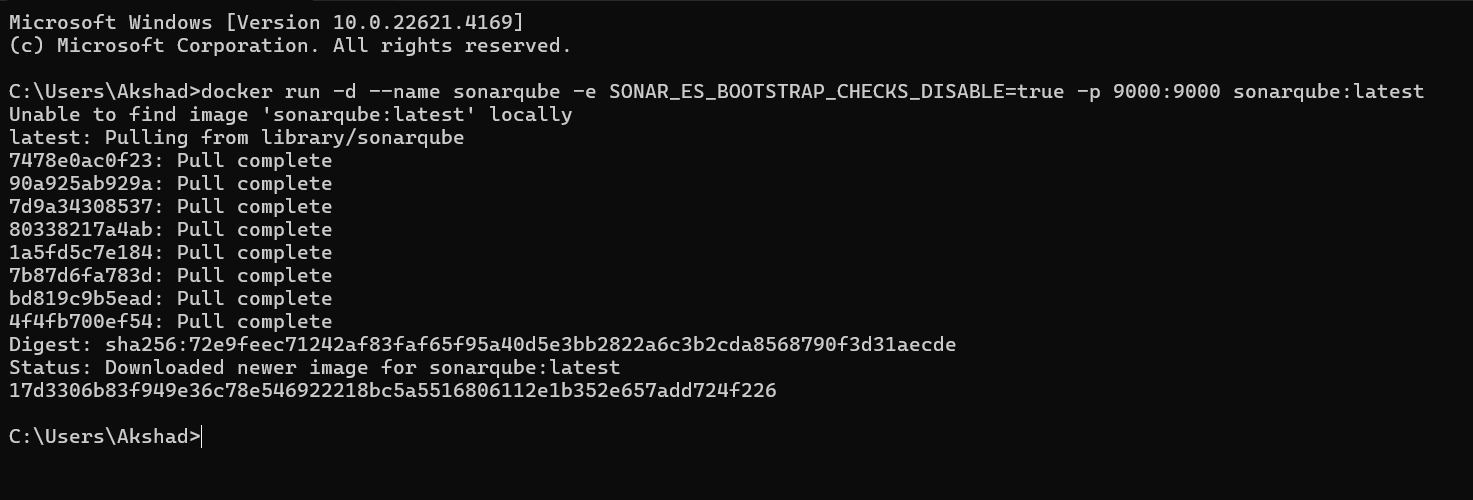 Microsoft Windows [Version 10.0.22621.4169]
(c) Microsoft Corporation. All rights reserved.
C:\Users\Akshad>docker run -d --name sonarqube -e SONAR_ES_BOOTSTRAP_CHECKS_DISABLE=true -p 9000:9000 sonarqube:latest
Unable to find image 'sonarqube:latest' locally
latest: Pulling from library/sonarqube
7478e0ac0f23: Pull complete
90a925ab929a: Pull complete
7d9a34308537: Pull complete
80338217a4ab: Pull complete
1a5fd5c7e184: Pull complete
7b87d6fa783d: Pull complete
bd819c9b5ead: Pull complete
4f4fb700ef54: Pull complete
Digest: sha256:72e9feec71242af83faf65f95a40d5e3bb2822a6c3b2cda8568790f3d31aecde
Status: Downloaded newer image for sonarqube:latest
17d3306b83f949e36c78e546922218bc5a5516806112e1b352e657add724f226
C:\Users\Akshad>